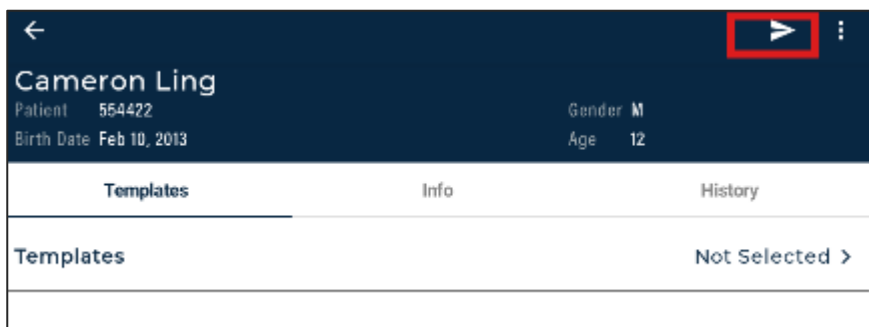 Cameron Ling
Patient 554422 Gender M
Birth Date Feb 10, 2013 Age 12
Templates Info History
Templates Not Selected